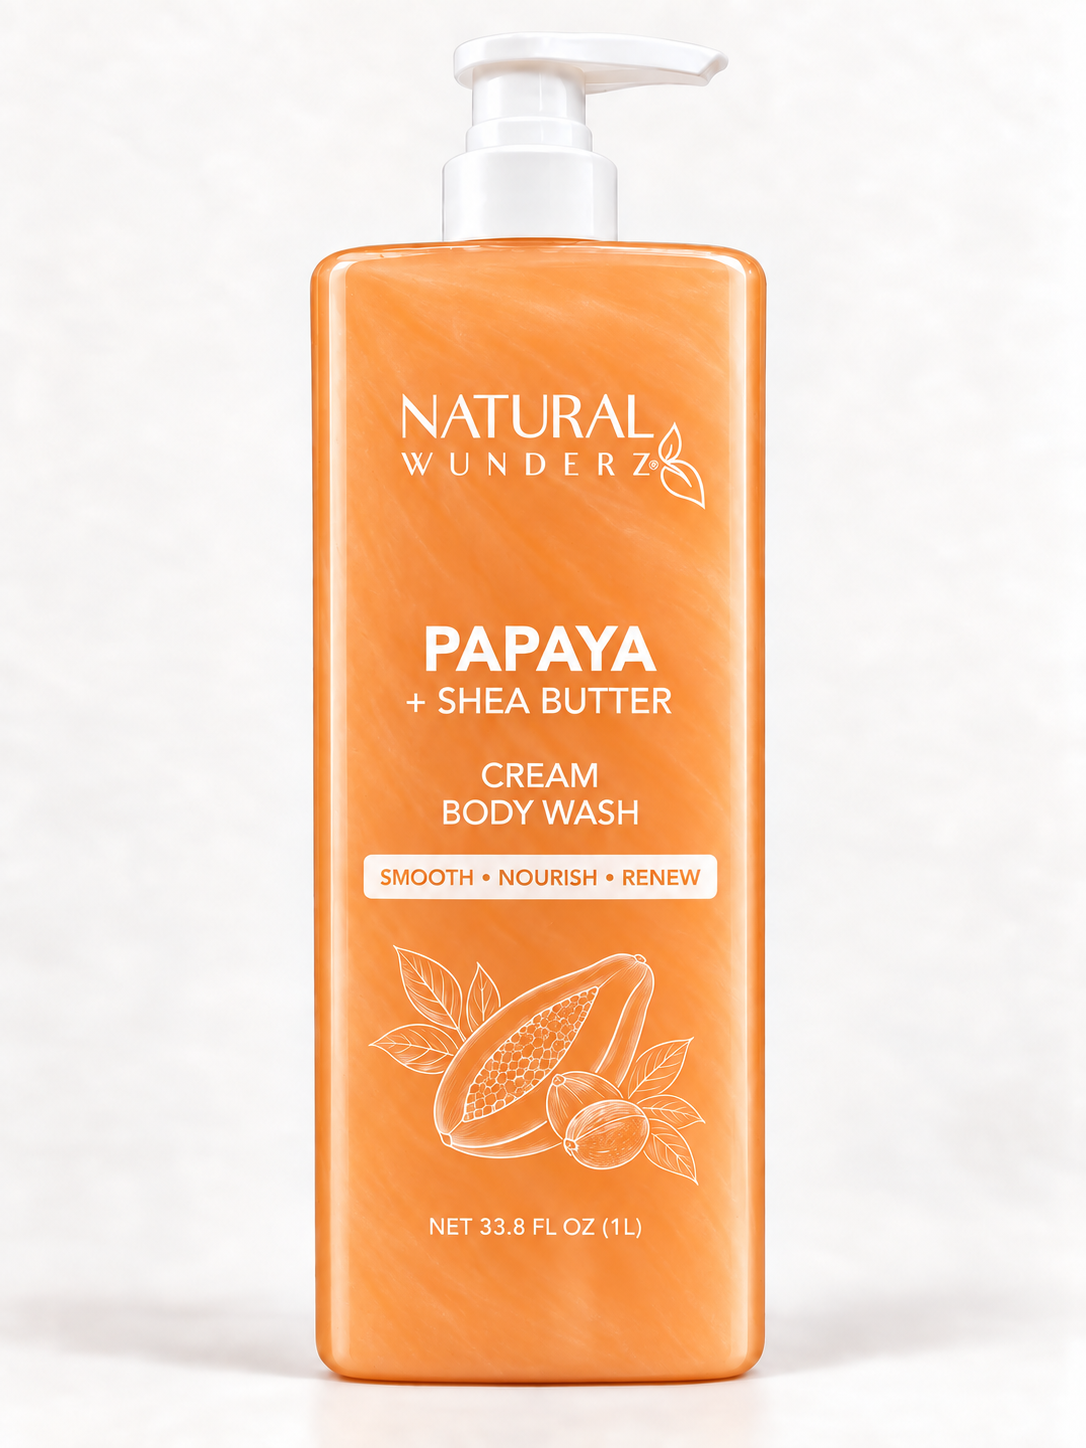 NATURAL
WUNDERZ®
PAPAYA
+ SHEA BUTTER
CREAM
BODY WASH
SMOOTH • NOURISH • RENEW
NET 33.8 FL OZ (1L)